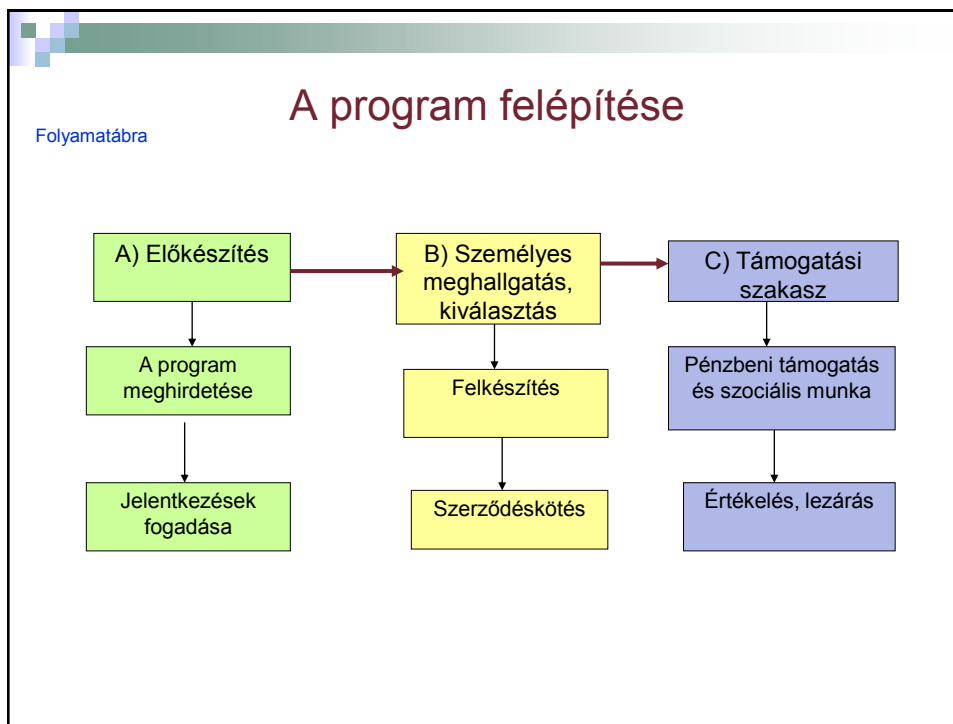 A program felépítése
Folyamatábra
A) Előkészítés
A program
meghirdetése
Jelentkezések
fogadása
B) Személyes
meghallgatás,
kiválasztás
Felkészítés
Szerződéskötés
C) Támogatási
szakasz
Pénzbeni támogatás
és szociális munka
Értékelés, lezárás